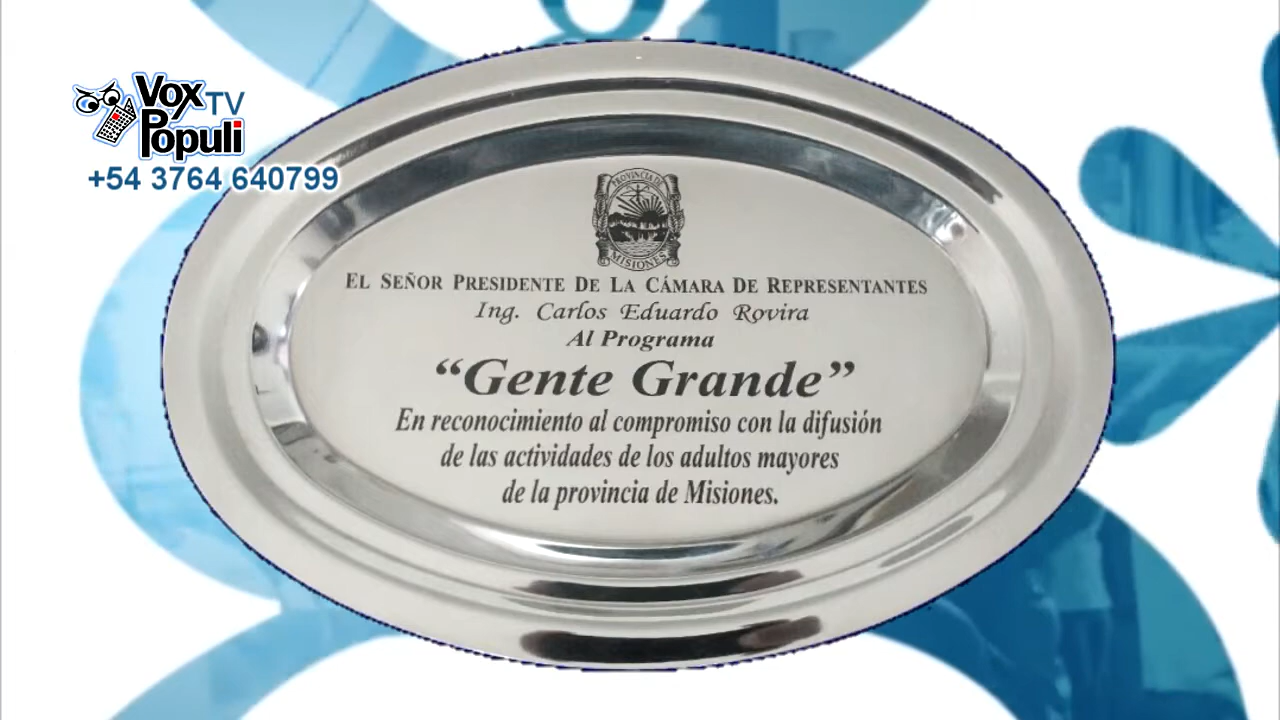 Vox
TV
Populi
+54 3764 640799
PROVINCIA DE
MISIONES
EL SEÑOR PRESIDENTE DE LA CÁMARA DE REPRESENTANTES
Ing. Carlos Eduardo Rovira
Al Programa
“Gente Grande”
En reconocimiento al compromiso con la difusión
de las actividades de los adultos mayores
de la provincia de Misiones.